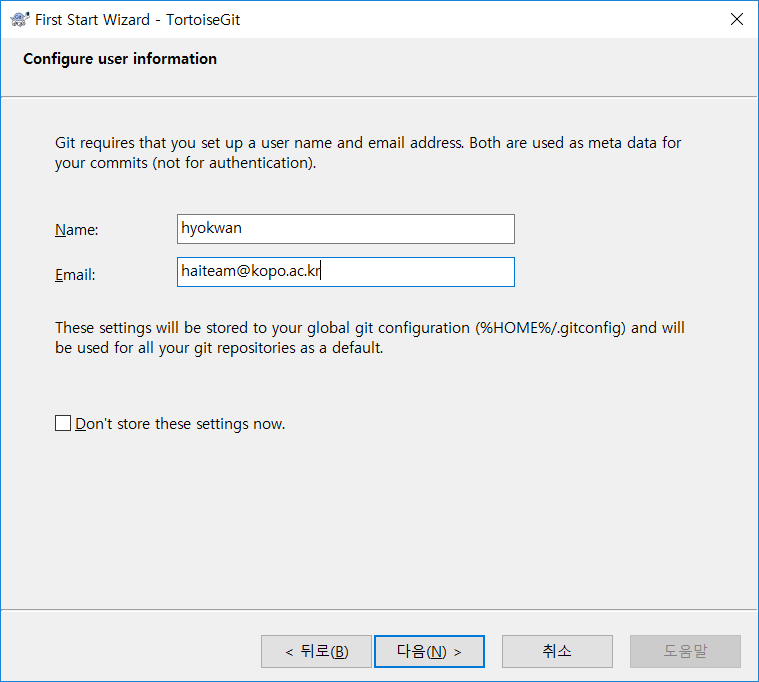 First Start Wizard - TortoiseGit
Configure user information
Git requires that you set up a user name and email address. Both are used as meta data for
your commits (not for authentication).
Name:
hyokwan
Email:
haiteam@kopo.ac.kr
These settings will be stored to your global git configuration (%HOME%/.gitconfig) and will
be used for all your git repositories as a default.
Don't store these settings now.
< 뒤로(B)
다음(N) >
취소
도움말